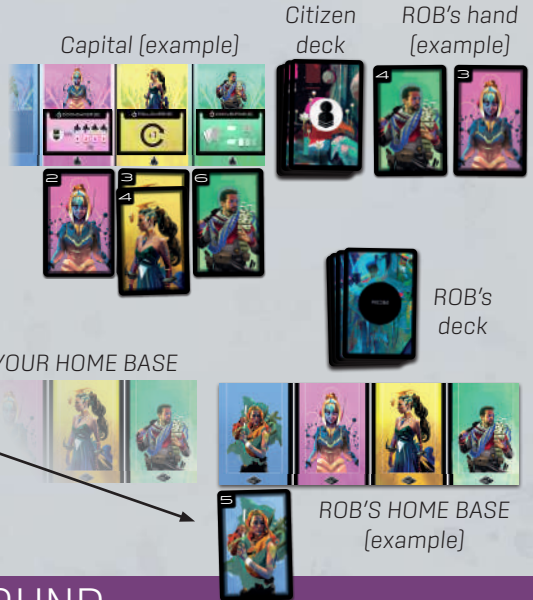 Citizen deck
ROB's hand (example)
Capital (example)
4
3
2
3
4
6
ROB's deck
YOUR HOME BASE
5
ROB'S HOME BASE (example)
OUND